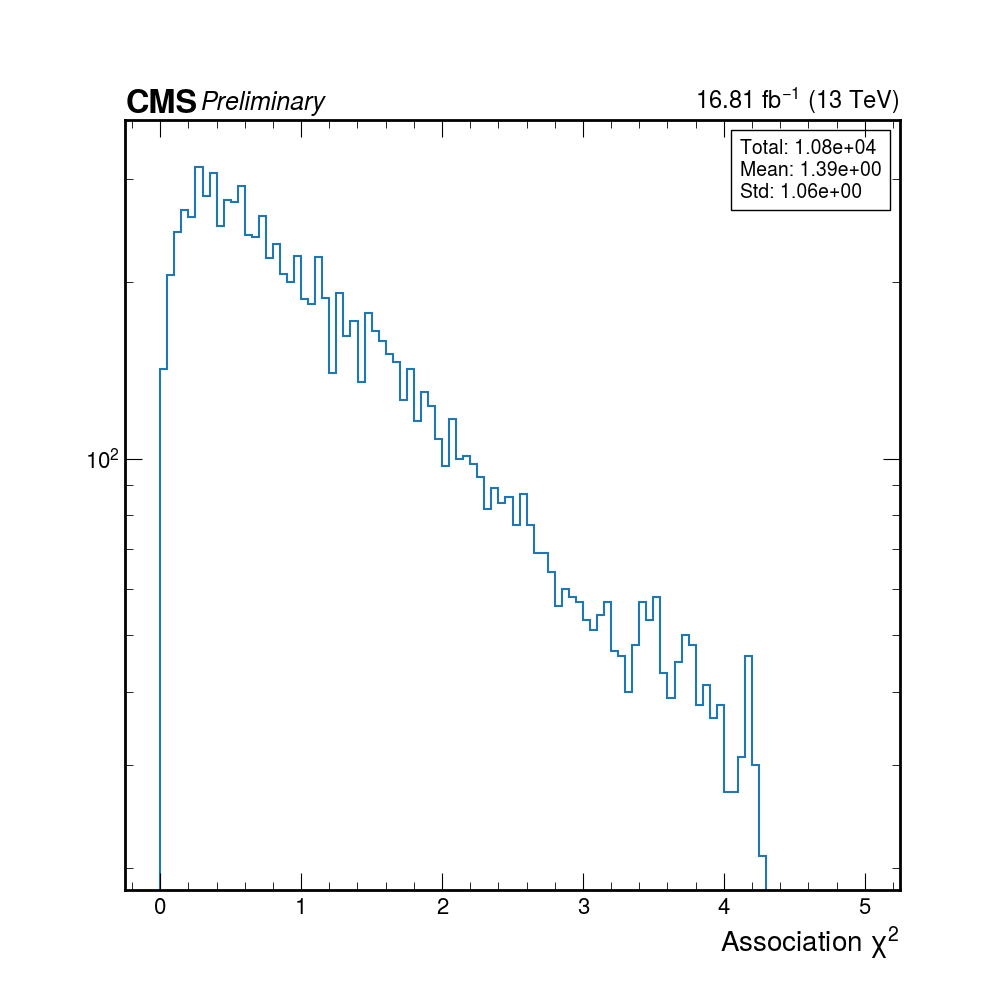 CMS Preliminary
16.81 fb⁻¹ (13 TeV)
Total: 1.08e+04
Mean: 1.39e+00
Std: 1.06e+00
10²
0 1 2 3 4 5
Association χ²